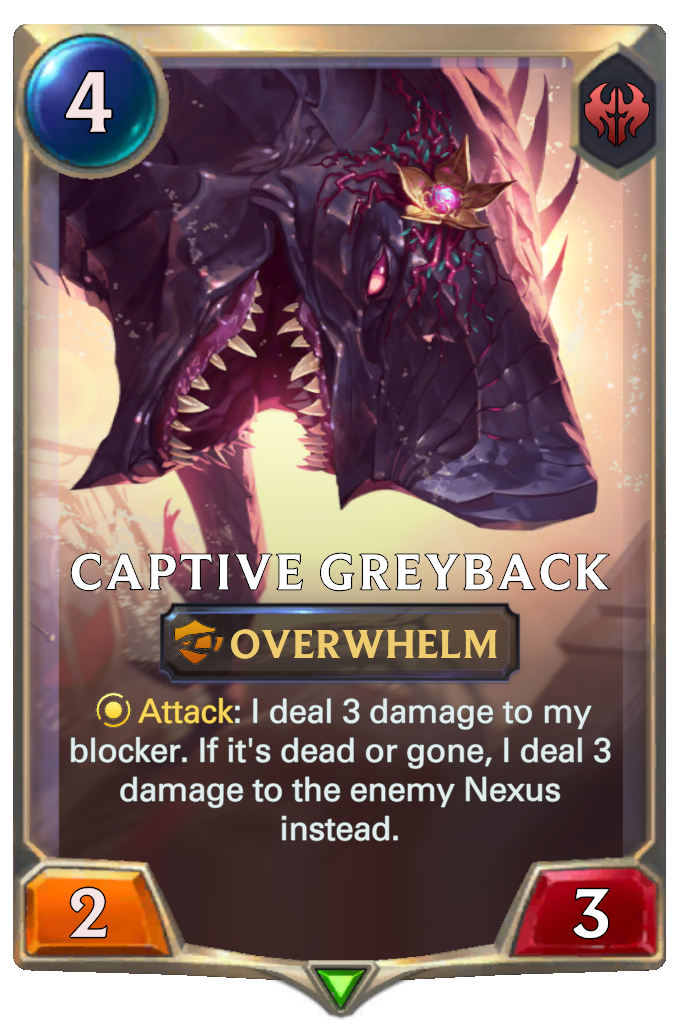 4
CAPTIVE GREYBACK
OVERWHELM
Attack: I deal 3 damage to my
blocker. If it's dead or gone, I deal 3
damage to the enemy Nexus
instead.
2
3